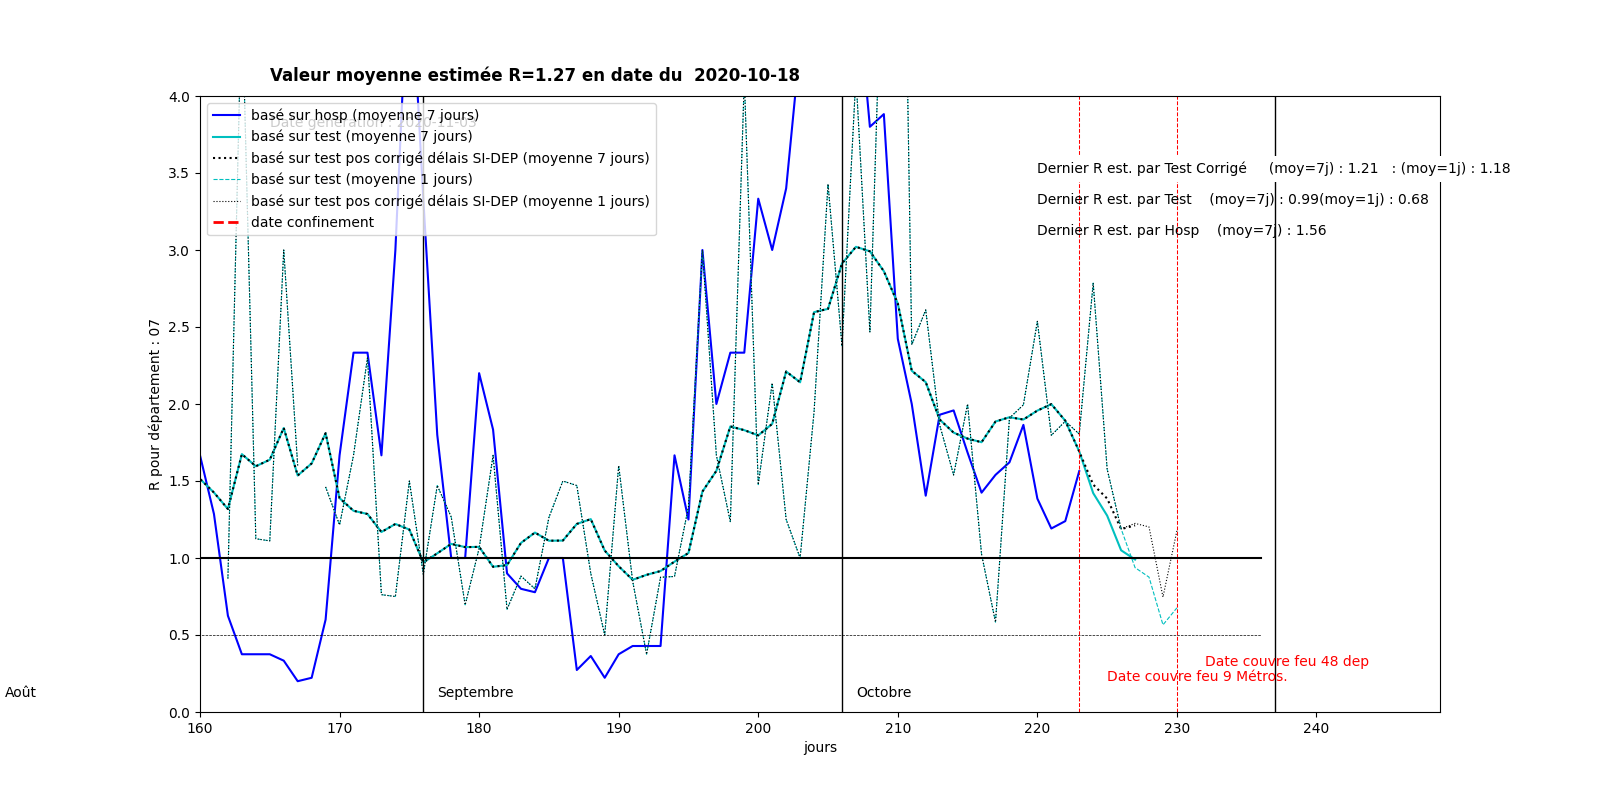 Valeur moyenne estimée R=1.27 en date du  2020-10-18
4.0
basé sur hosp (moyenne 7 jours)
Date génération : 2020-11-03
basé sur test (moyenne 7 jours)
basé sur test pos corrigé délais SI-DEP (moyenne 7 jours)
basé sur test (moyenne 1 jours)
basé sur test pos corrigé délais SI-DEP (moyenne 1 jours)
date confinement
Dernier R est. par Test Corrigé (moy=7j) : 1.21 : (moy=1j) : 1.18
Dernier R est. par Test (moy=7j) : 0.99(moy=1j) : 0.68
Dernier R est. par Hosp (moy=7j) : 1.56
3.5
3.0
2.5
2.0
1.5
1.0
0.5
0.0
R pour département : 07
Date couvre feu 48 dep
Date couvre feu 9 Métros.
Août
Septembre
Octobre
160 170 180 190 200 210 220 230 240
jours